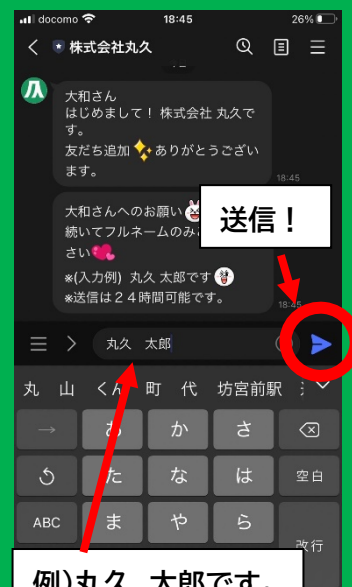 docomo 18:45 26%
株式会社丸久
大和さん
はじめまして！ 株式会社 丸久で
す。
友だち追加 ありがとうござい
ます。
18:45
大和さんへのお願い
続いてフルネームのみ
さい
※(入力例) 丸久 太郎です
※送信は２４時間可能です。
18:45
送信！
丸久 太郎
丸 山 くん 町 代 坊宮前駅
→ あ か さ
た な は 空白
ABC ま や ら
改行
例)丸久 太郎です。